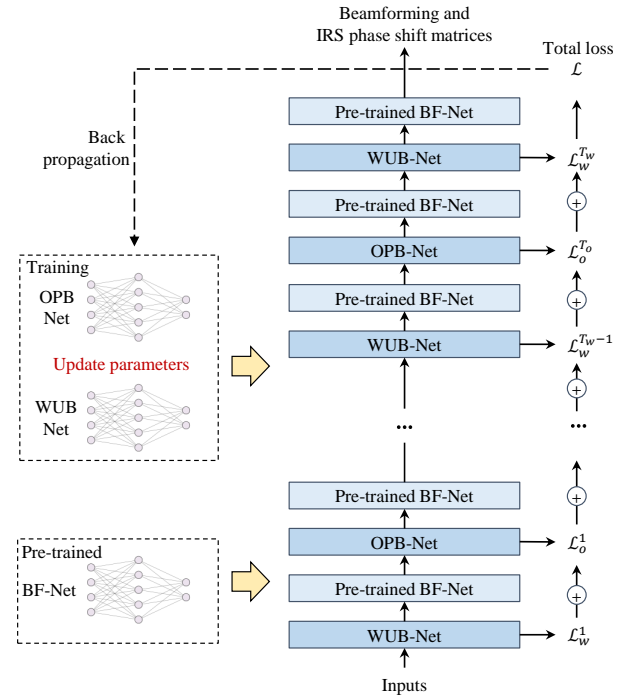 Beamforming and
IRS phase shift matrices
Total loss
ℒ
Pre-trained BF-Net
Back
propagation
WUB-Net
ℒ_w^{T_w}
Pre-trained BF-Net
+
OPB-Net
ℒ_o^{T_o}
Training
OPB
Net
Pre-trained BF-Net
+
WUB-Net
ℒ_w^{T_w-1}
Update parameters
+
WUB
Net
...
...
Pre-trained BF-Net
+
OPB-Net
ℒ_o^1
Pre-trained
BF-Net
Pre-trained BF-Net
+
WUB-Net
ℒ_w^1
Inputs